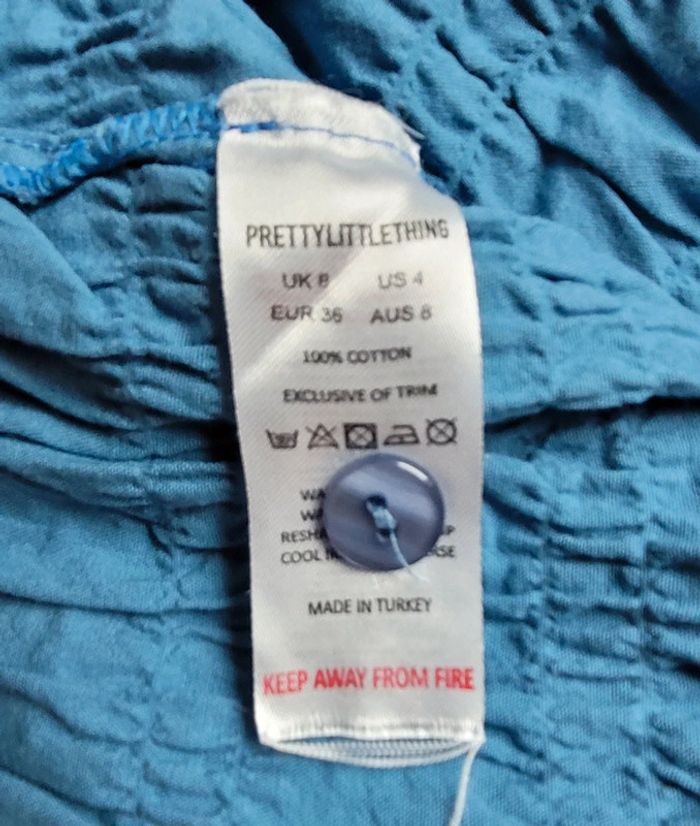 PRETTYLITTLETHING
UK 8 US 4
EUR 36 AUS 8
100% COTTON
EXCLUSIVE OF TRIM
COOL
MADE IN TURKEY
KEEP AWAY FROM FIRE